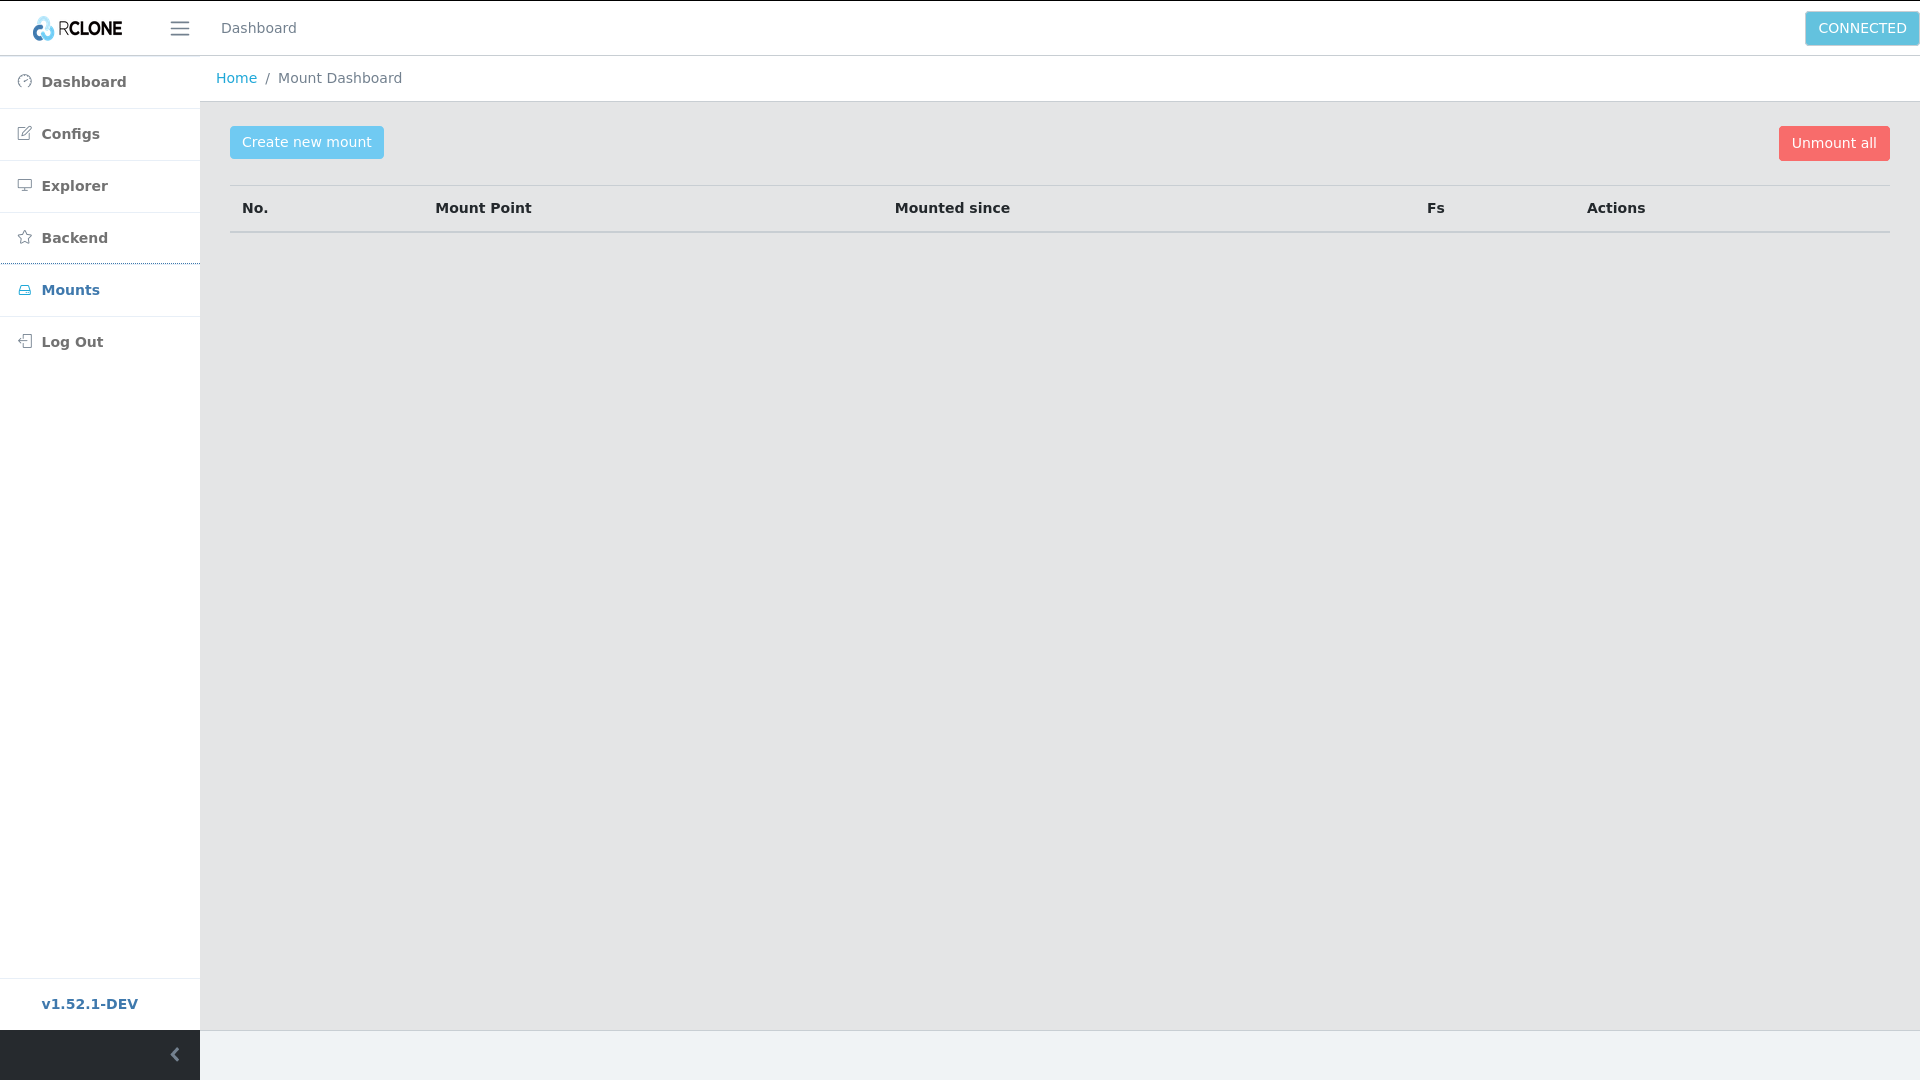 RCLONE
Dashboard
CONNECTED
Dashboard
Configs
Explorer
Backend
Mounts
Log Out
v1.52.1-DEV
Home / Mount Dashboard
Create new mount
Unmount all
No. Mount Point Mounted since Fs Actions